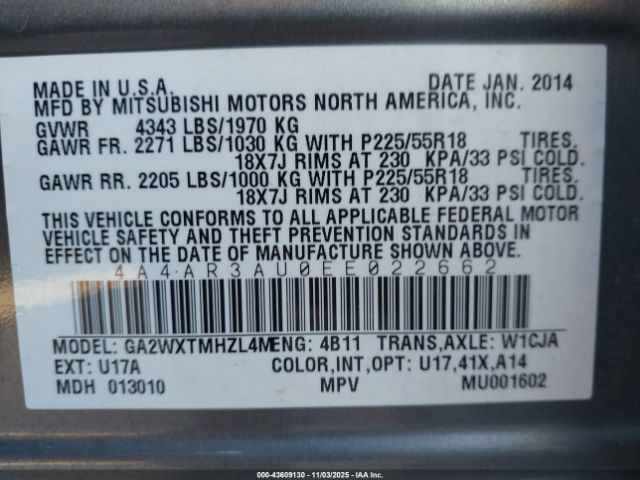 MADE IN U.S.A. DATE JAN. 2014
MFD BY MITSUBISHI MOTORS NORTH AMERICA, INC.
GVWR 4343 LBS/1970 KG
GAWR FR. 2271 LBS/1030 KG WITH P225/55R18 TIRES.
18X7J RIMS AT 230 KPA/33 PSI COLD.
GAWR RR. 2205 LBS/1000 KG WITH P225/55R18 TIRES.
18X7J RIMS AT 230 KPA/33 PSI COLD.
THIS VEHICLE CONFORMS TO ALL APPLICABLE FEDERAL MOTOR
VEHICLE SAFETY AND THEFT PREVENTION STANDARDS IN
EFFECT ON THE DATE OF MANUFACTURE SHOWN ABOVE.
4A4AR3AU0EE022662
MODEL: GA2WXTMHZL4M ENG: 4B11 TRANS,AXLE: W1CJA
EXT: U17A COLOR,INT,OPT: U17,41X,A14
MDH 013010 MPV MU001602
000-43609130 - 11/03/2025 - IAAI.COM